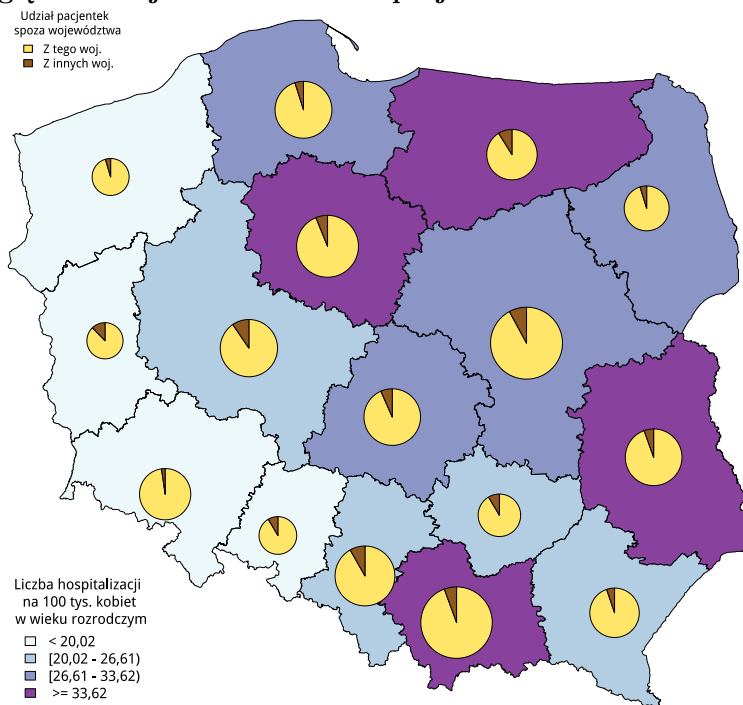 Udział pacjentek
spoza województwa
Z tego woj.
Z innych woj.
Liczba hospitalizacji
na 100 tys. kobiet
w wieku rozrodczym
< 20,02
[20,02 - 26,61)
[26,61 - 33,62)
>= 33,62